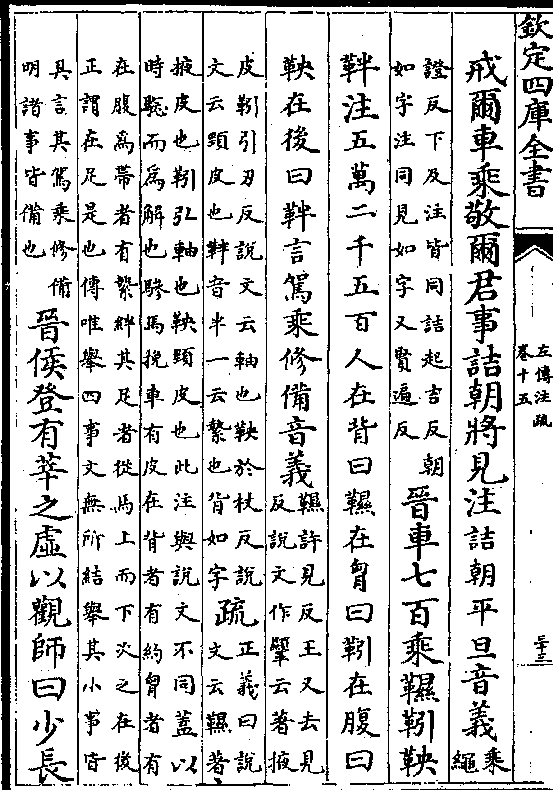 欽定四庫全書
左傳注疏
卷十五
三十三
戒爾車乘敬爾君事詰朝將見注詰朝平旦音義乘繩
證反下及注皆同詰起吉反朝
如字注同見如字又賢遍反
晉車七百乘韅靷鞅
靽注五萬二千五百人在背曰韅在胷曰靷在腹曰
鞅在後曰靽言駕乘修備音義
韅許見反王又去見
反說文作云著掖
皮靷引刃反說文云軸也鞅於杖反說
文云頸皮也靽音半一云縶也背如字
疏
正義曰說
文云韅著
掖皮也靷引軸也鞅頸皮也此注與說文不同蓋以
時驗而爲解也驂馬挽車有皮在背者有約胷者有
在腹爲帶者有縶絆其足者從馬上而下次之在後
正謂在足是也傳唯舉四事文無所結舉其小事皆
具言其駕乘修備
明諸事皆備也
晉侯登有莘之虛以觀師曰少長